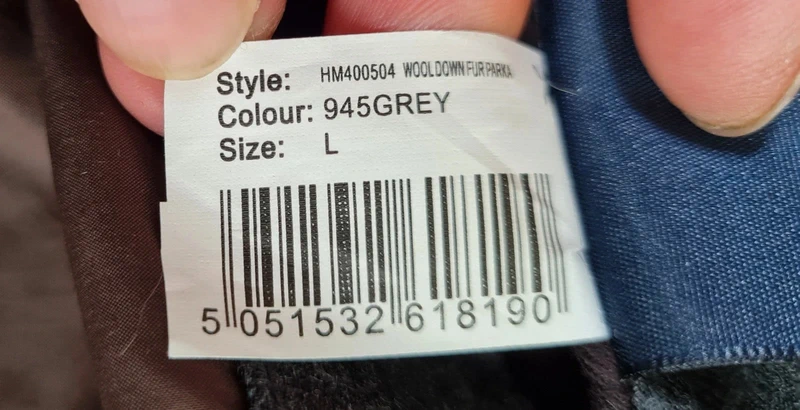 Style: HM400504 WOOL DOWN FUR PARKA
Colour: 945GREY
Size: L
5 051532 618190